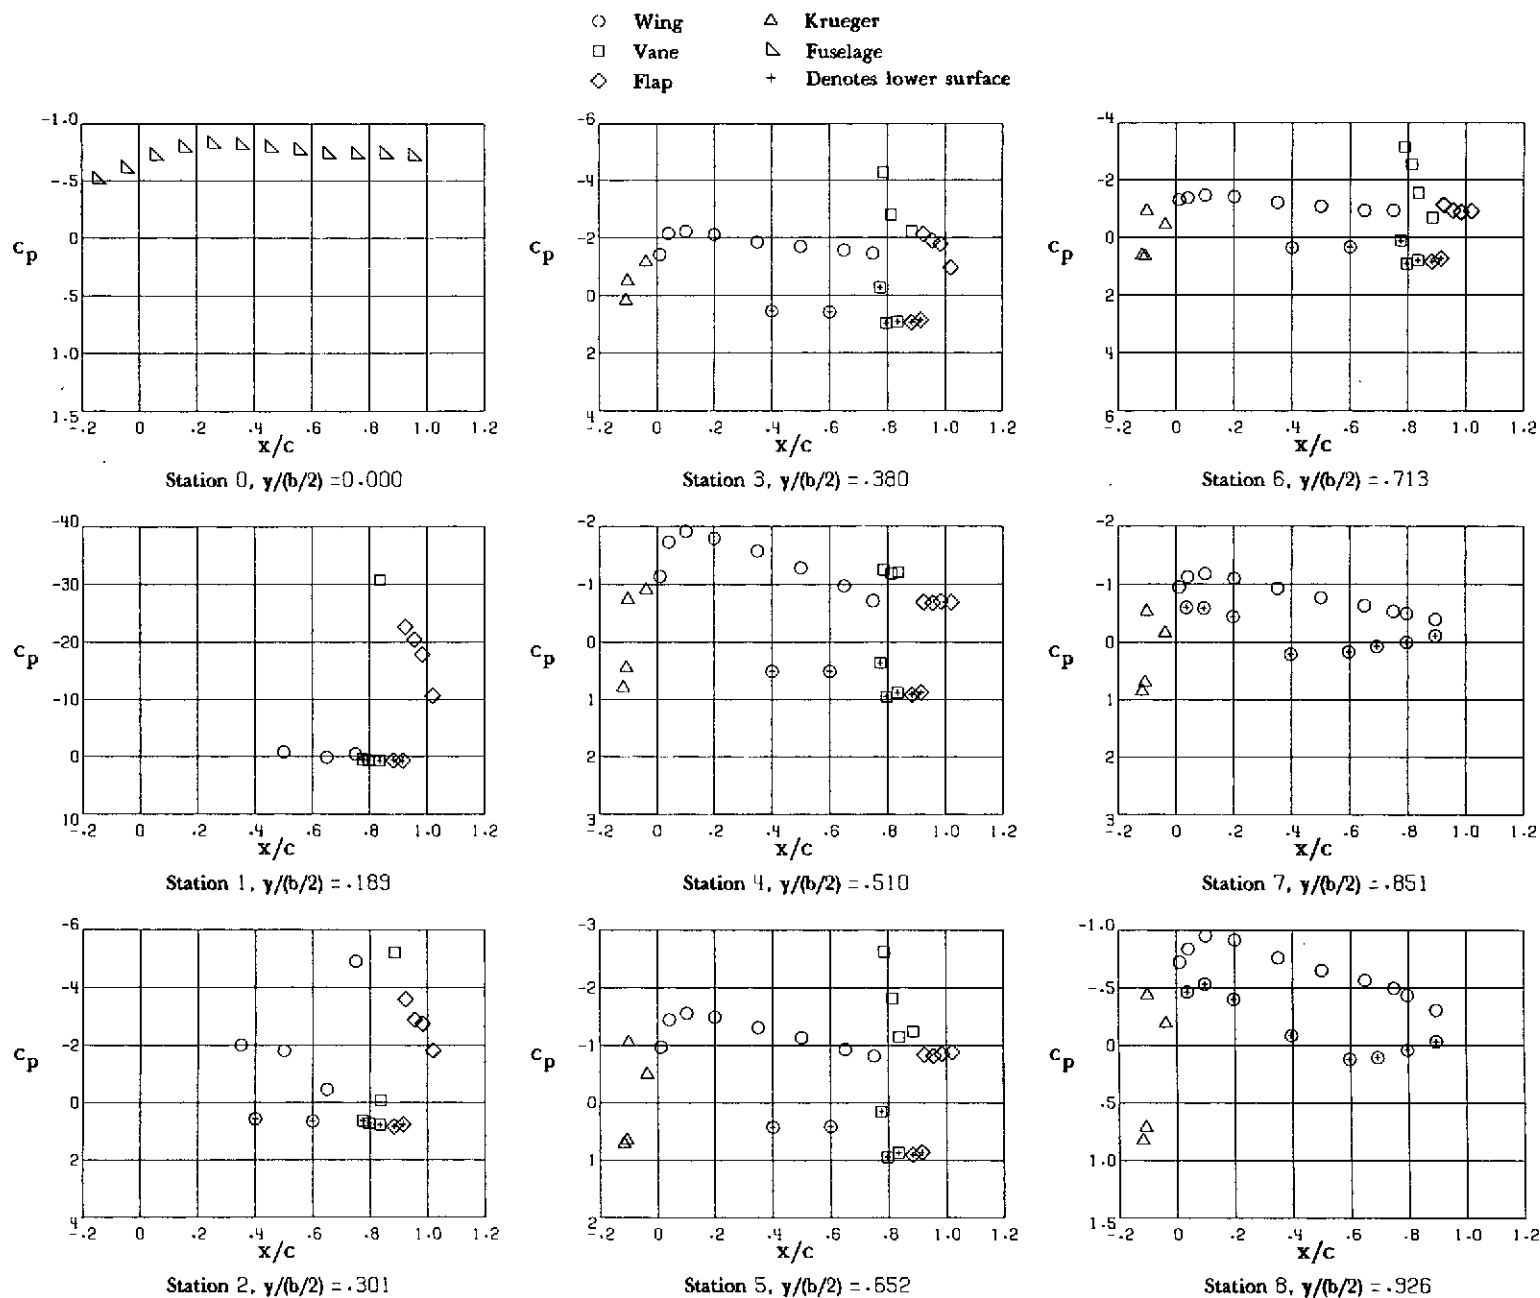 Wing
Vane
Flap
Krueger
Fuselage
+ Denotes lower surface
-1.0
-.5
0
.5
1.0
1.5
cp
-.2 0 .2 .4 .6 .8 1.0 1.2
x/c
Station 0, y/(b/2) =0.000
-6
-4
-2
0
2
4
cp
-.2 0 .2 .4 .6 .8 1.0 1.2
x/c
Station 3, y/(b/2) =.380
-4
-2
0
2
4
6
cp
-.2 0 .2 .4 .6 .8 1.0 1.2
x/c
Station 6, y/(b/2) =.713
-40
-30
-20
-10
0
10
cp
-.2 0 .2 .4 .6 .8 1.0 1.2
x/c
Station 1, y/(b/2) =.189
-2
-1
0
1
2
3
cp
-.2 0 .2 .4 .6 .8 1.0 1.2
x/c
Station 4, y/(b/2) =.510
-2
-1
0
1
2
3
cp
-.2 0 .2 .4 .6 .8 1.0 1.2
x/c
Station 7, y/(b/2) =.851
-6
-4
-2
0
2
4
cp
-.2 0 .2 .4 .6 .8 1.0 1.2
x/c
Station 2, y/(b/2) =.301
-3
-2
-1
0
1
2
cp
-.2 0 .2 .4 .6 .8 1.0 1.2
x/c
Station 5, y/(b/2) =.652
-1.0
-.5
0
.5
1.0
1.5
cp
-.2 0 .2 .4 .6 .8 1.0 1.2
x/c
Station 8, y/(b/2) =.926